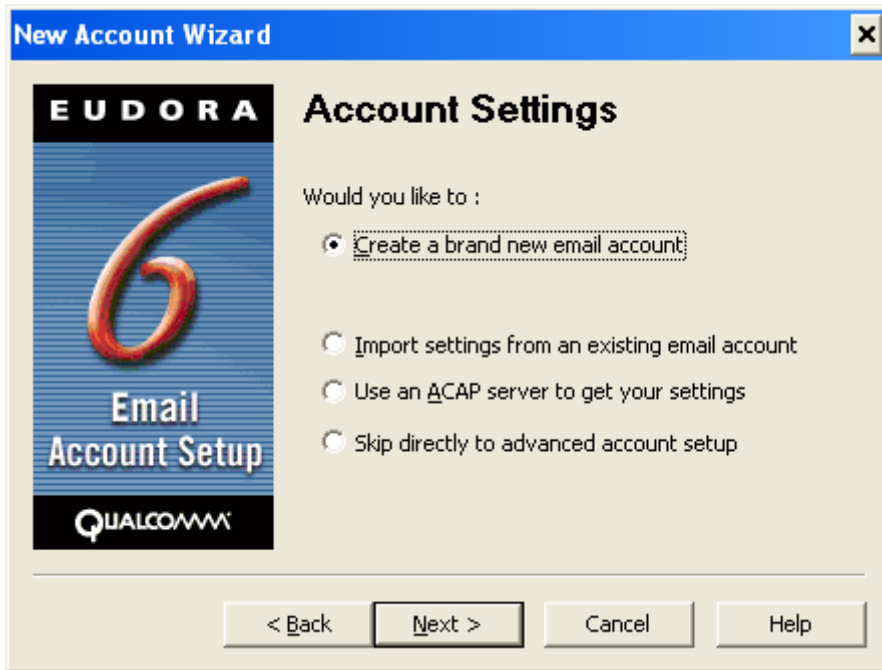 New Account Wizard
EUDORA
6
Email
Account Setup
QUALCOMM
Account Settings
Would you like to :
Create a brand new email account
Import settings from an existing email account
Use an ACAP server to get your settings
Skip directly to advanced account setup
< Back
Next >
Cancel
Help